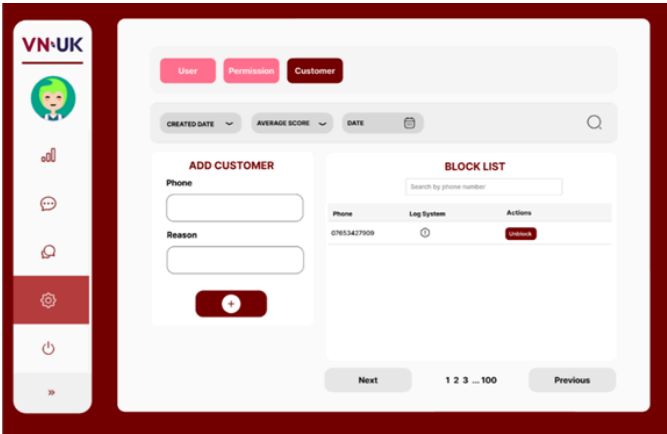 VN-UK
User Permission Customer
CREATED DATE AVERAGE SCORE DATE
ADD CUSTOMER
Phone
Reason
BLOCK LIST
Search by phone number
Phone Log System Actions
07653427909 Unblock
Next 1 2 3 ... 100 Previous